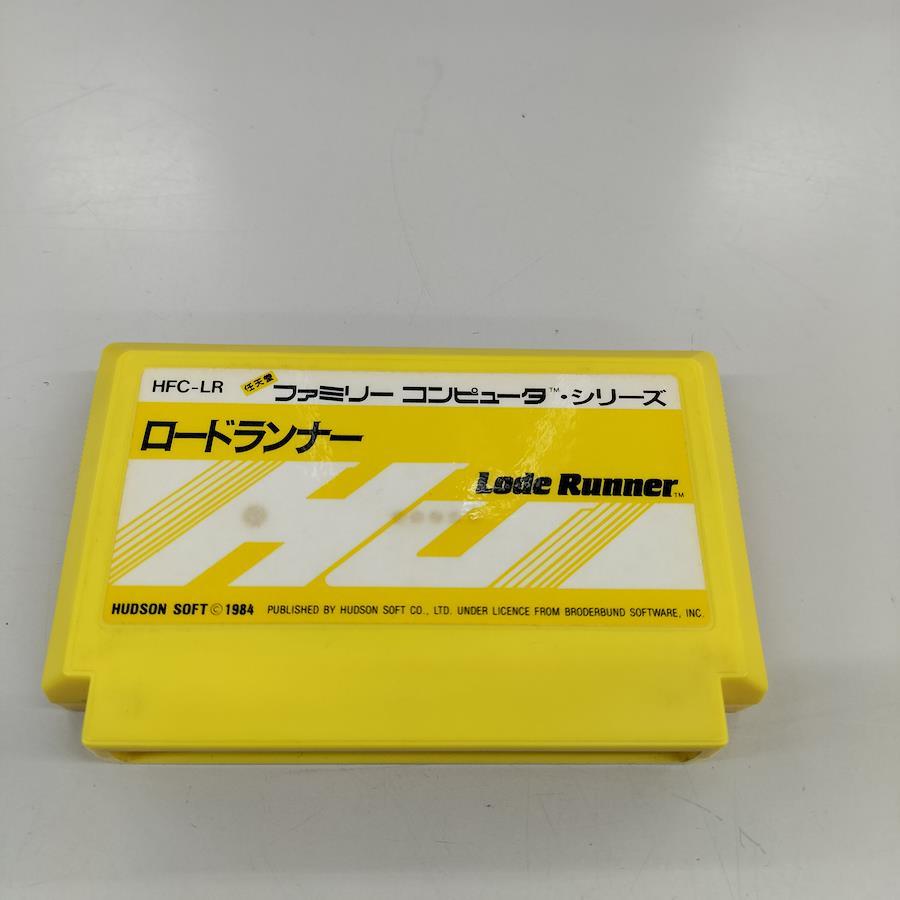 HFC-LR 任天堂 ファミリー コンピュータ™・シリーズ
ロードランナー
Lode Runner™
HU
HUDSON SOFT © 1984 PUBLISHED BY HUDSON SOFT CO., LTD. UNDER LICENCE FROM BRODERBUND SOFTWARE, INC.